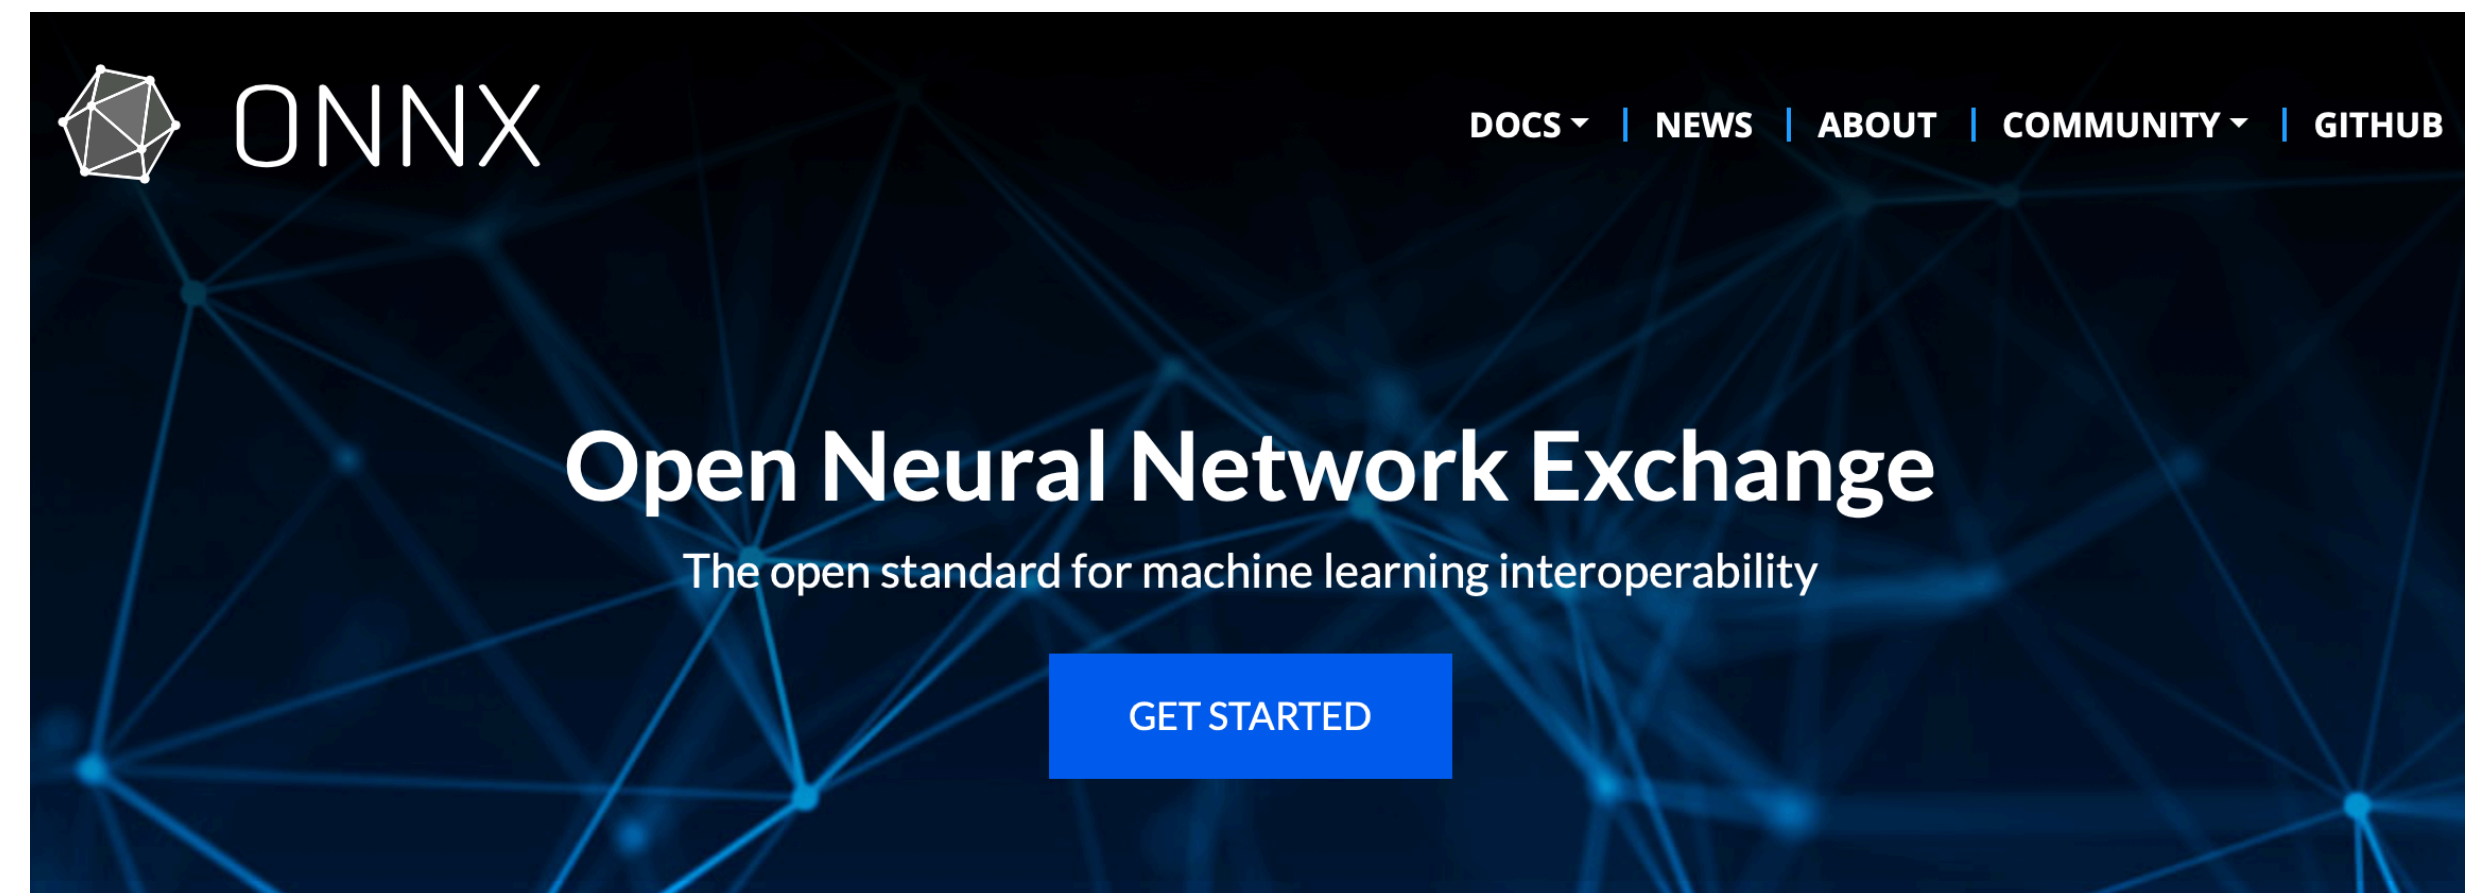 ONNX
DOCS | NEWS | ABOUT | COMMUNITY | GITHUB
Open Neural Network Exchange
The open standard for machine learning interoperability
GET STARTED